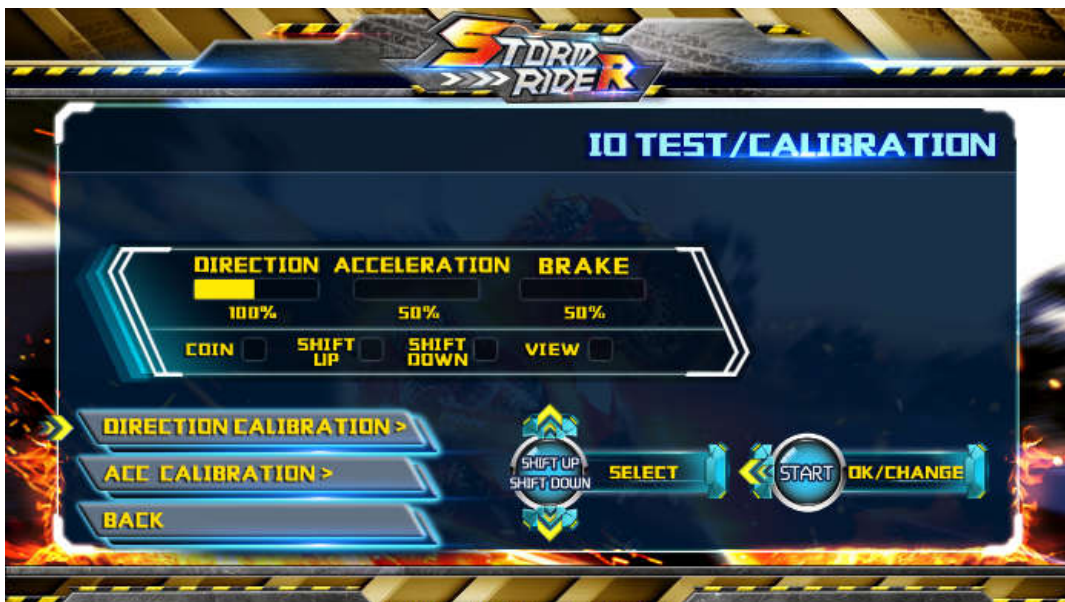 STORM
RIDER
IO TEST/CALIBRATION
DIRECTION ACCELERATION BRAKE
100% 50% 50%
COIN SHIFT UP SHIFT DOWN VIEW
DIRECTION CALIBRATION >
ACC CALIBRATION >
BACK
SHIFT UP
SHIFT DOWN
SELECT
START
OK/CHANGE